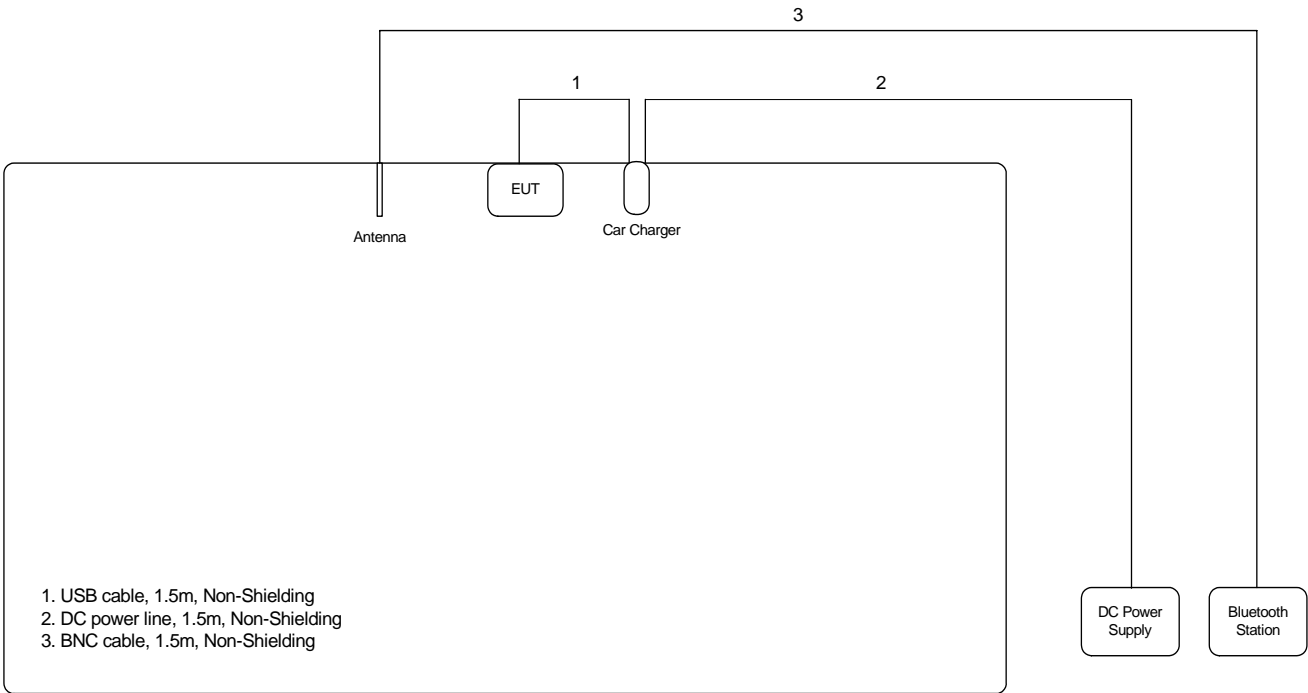 3
1
2
EUT
Antenna
Car Charger
1. USB cable, 1.5m, Non-Shielding
2. DC power line, 1.5m, Non-Shielding
3. BNC cable, 1.5m, Non-Shielding
DC Power
Supply
Bluetooth
Station